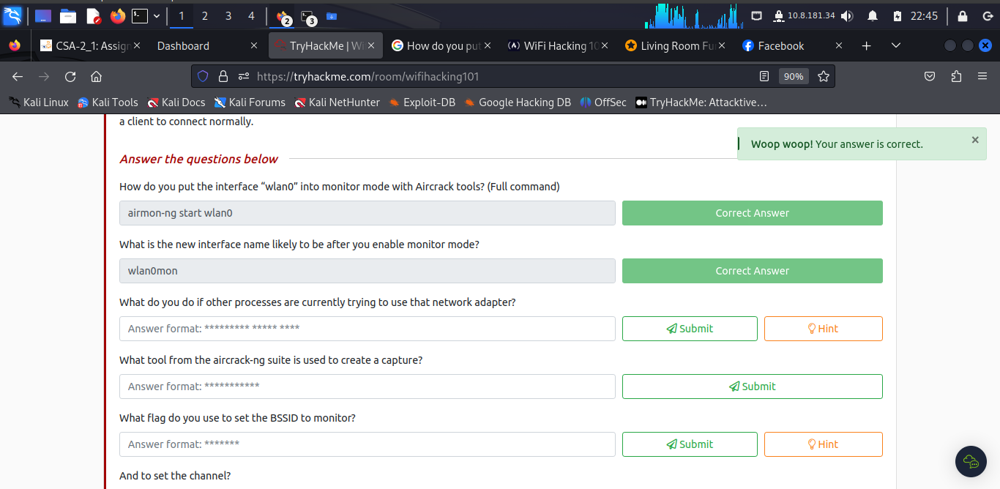 1 2 3 4 2 3 10.8.181.34 22:45
CSA-2_1: Assign Dashboard TryHackMe | Wi How do you put WiFi Hacking 10 Living Room Fu Facebook
https://tryhackme.com/room/wifihacking101 90%
Kali Linux Kali Tools Kali Docs Kali Forums Kali NetHunter Exploit-DB Google Hacking DB OffSec TryHackMe: Attacktive…
a client to connect normally.
Woop woop! Your answer is correct.
Answer the questions below
How do you put the interface “wlan0” into monitor mode with Aircrack tools? (Full command)
airmon-ng start wlan0 Correct Answer
What is the new interface name likely to be after you enable monitor mode?
wlan0mon Correct Answer
What do you do if other processes are currently trying to use that network adapter?
Answer format: ********* ***** **** Submit Hint
What tool from the aircrack-ng suite is used to create a capture?
Answer format: *********** Submit
What flag do you use to set the BSSID to monitor?
Answer format: ******* Submit Hint
And to set the channel?